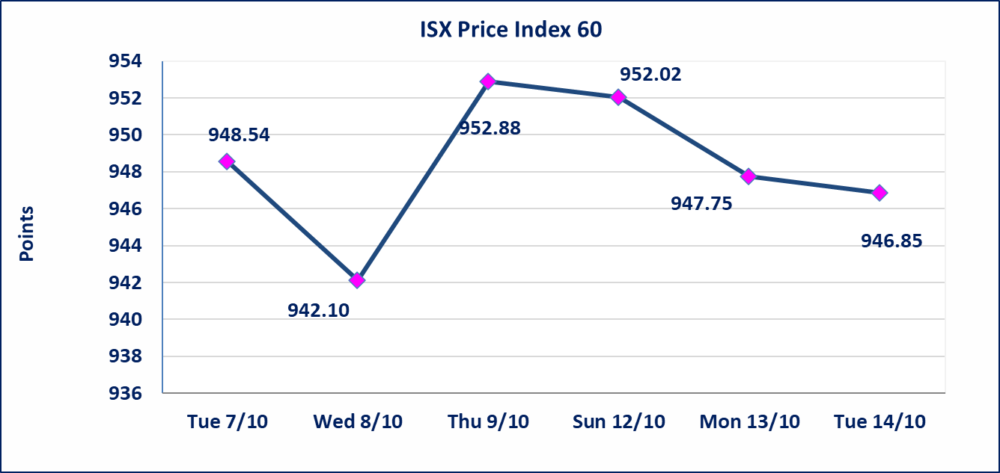 ISX Price Index 60
Points
954
952
950
948
946
944
942
940
938
936
948.54
942.10
952.88
952.02
947.75
946.85
Tue 7/10
Wed 8/10
Thu 9/10
Sun 12/10
Mon 13/10
Tue 14/10